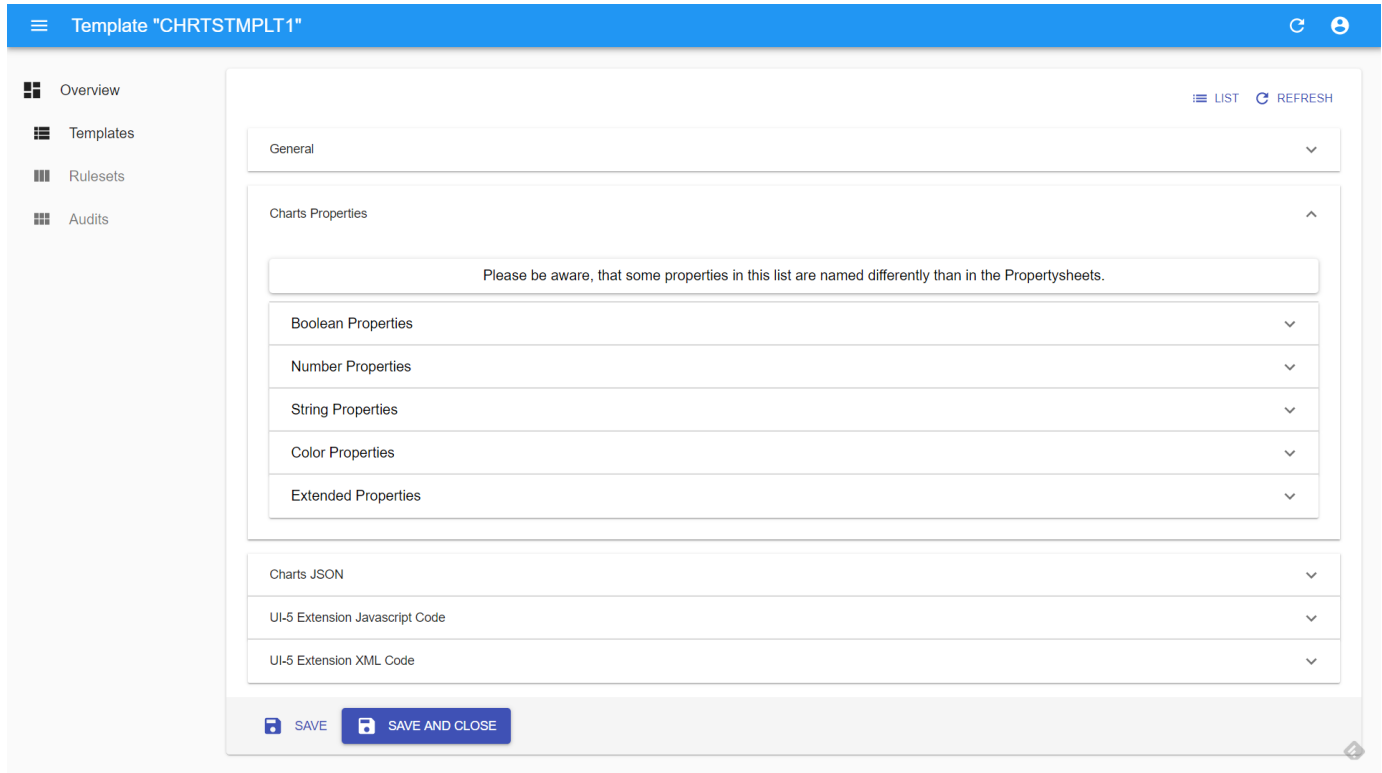 Template "CHRTSTMPLT1"
Overview
Templates
Rulesets
Audits
LIST REFRESH
General
Charts Properties
Please be aware, that some properties in this list are named differently than in the Propertysheets.
Boolean Properties
Number Properties
String Properties
Color Properties
Extended Properties
Charts JSON
UI-5 Extension Javascript Code
UI-5 Extension XML Code
SAVE SAVE AND CLOSE